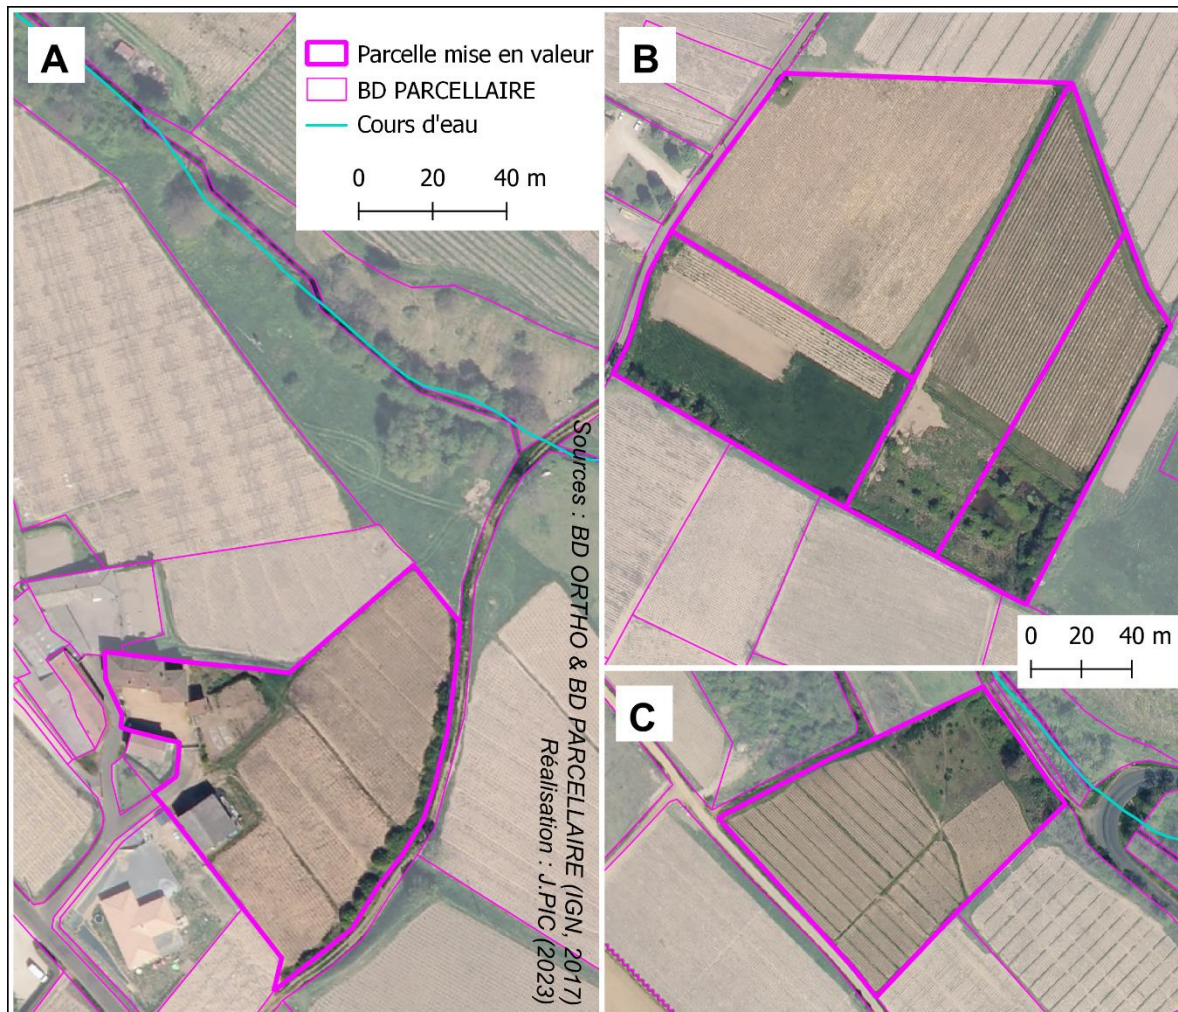 A
Parcelle mise en valeur
BD PARCELLAIRE
Cours d'eau
0 20 40 m
Sources : BD ORTHO & BD PARCELLAIRE (IGN, 2017)
Réalisation : J.PIC (2023)
B
0 20 40 m
C